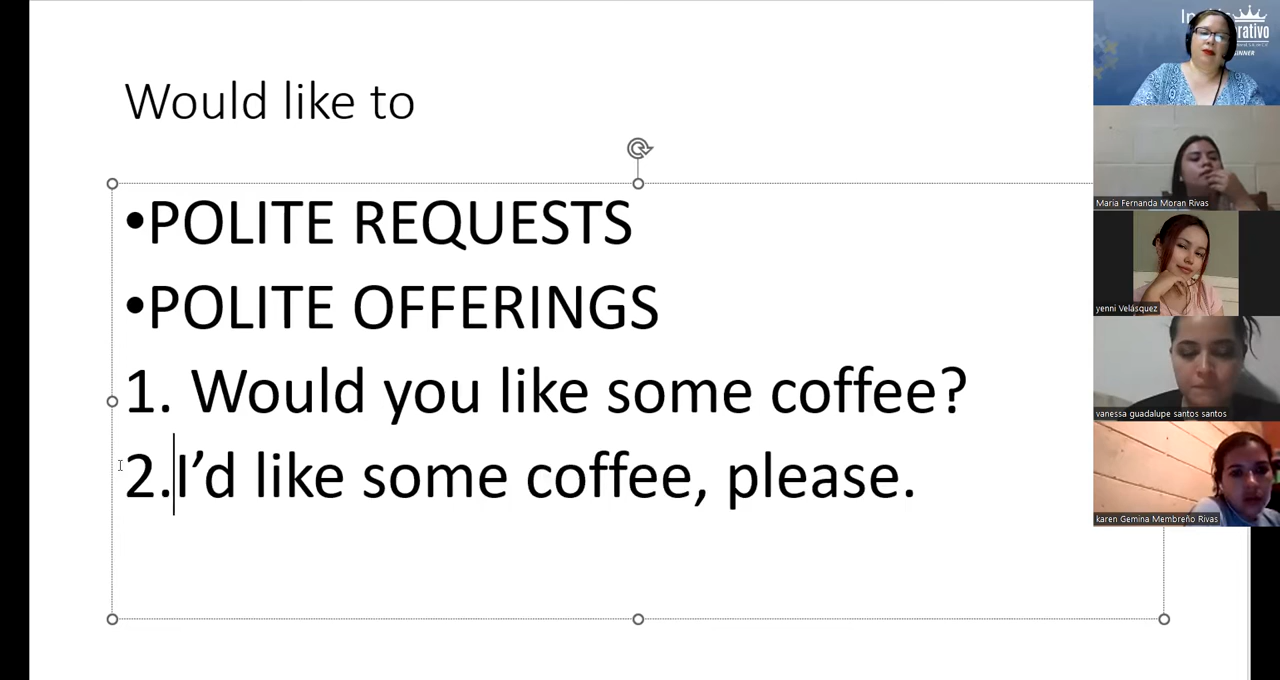 Would like to
•POLITE REQUESTS
•POLITE OFFERINGS
1. Would you like some coffee?
2.I’d like some coffee, please.
Maria Fernanda Moran Rivas
yenni Velásquez
vanessa guadalupe santos santos
karen Gemina Membreño Rivas